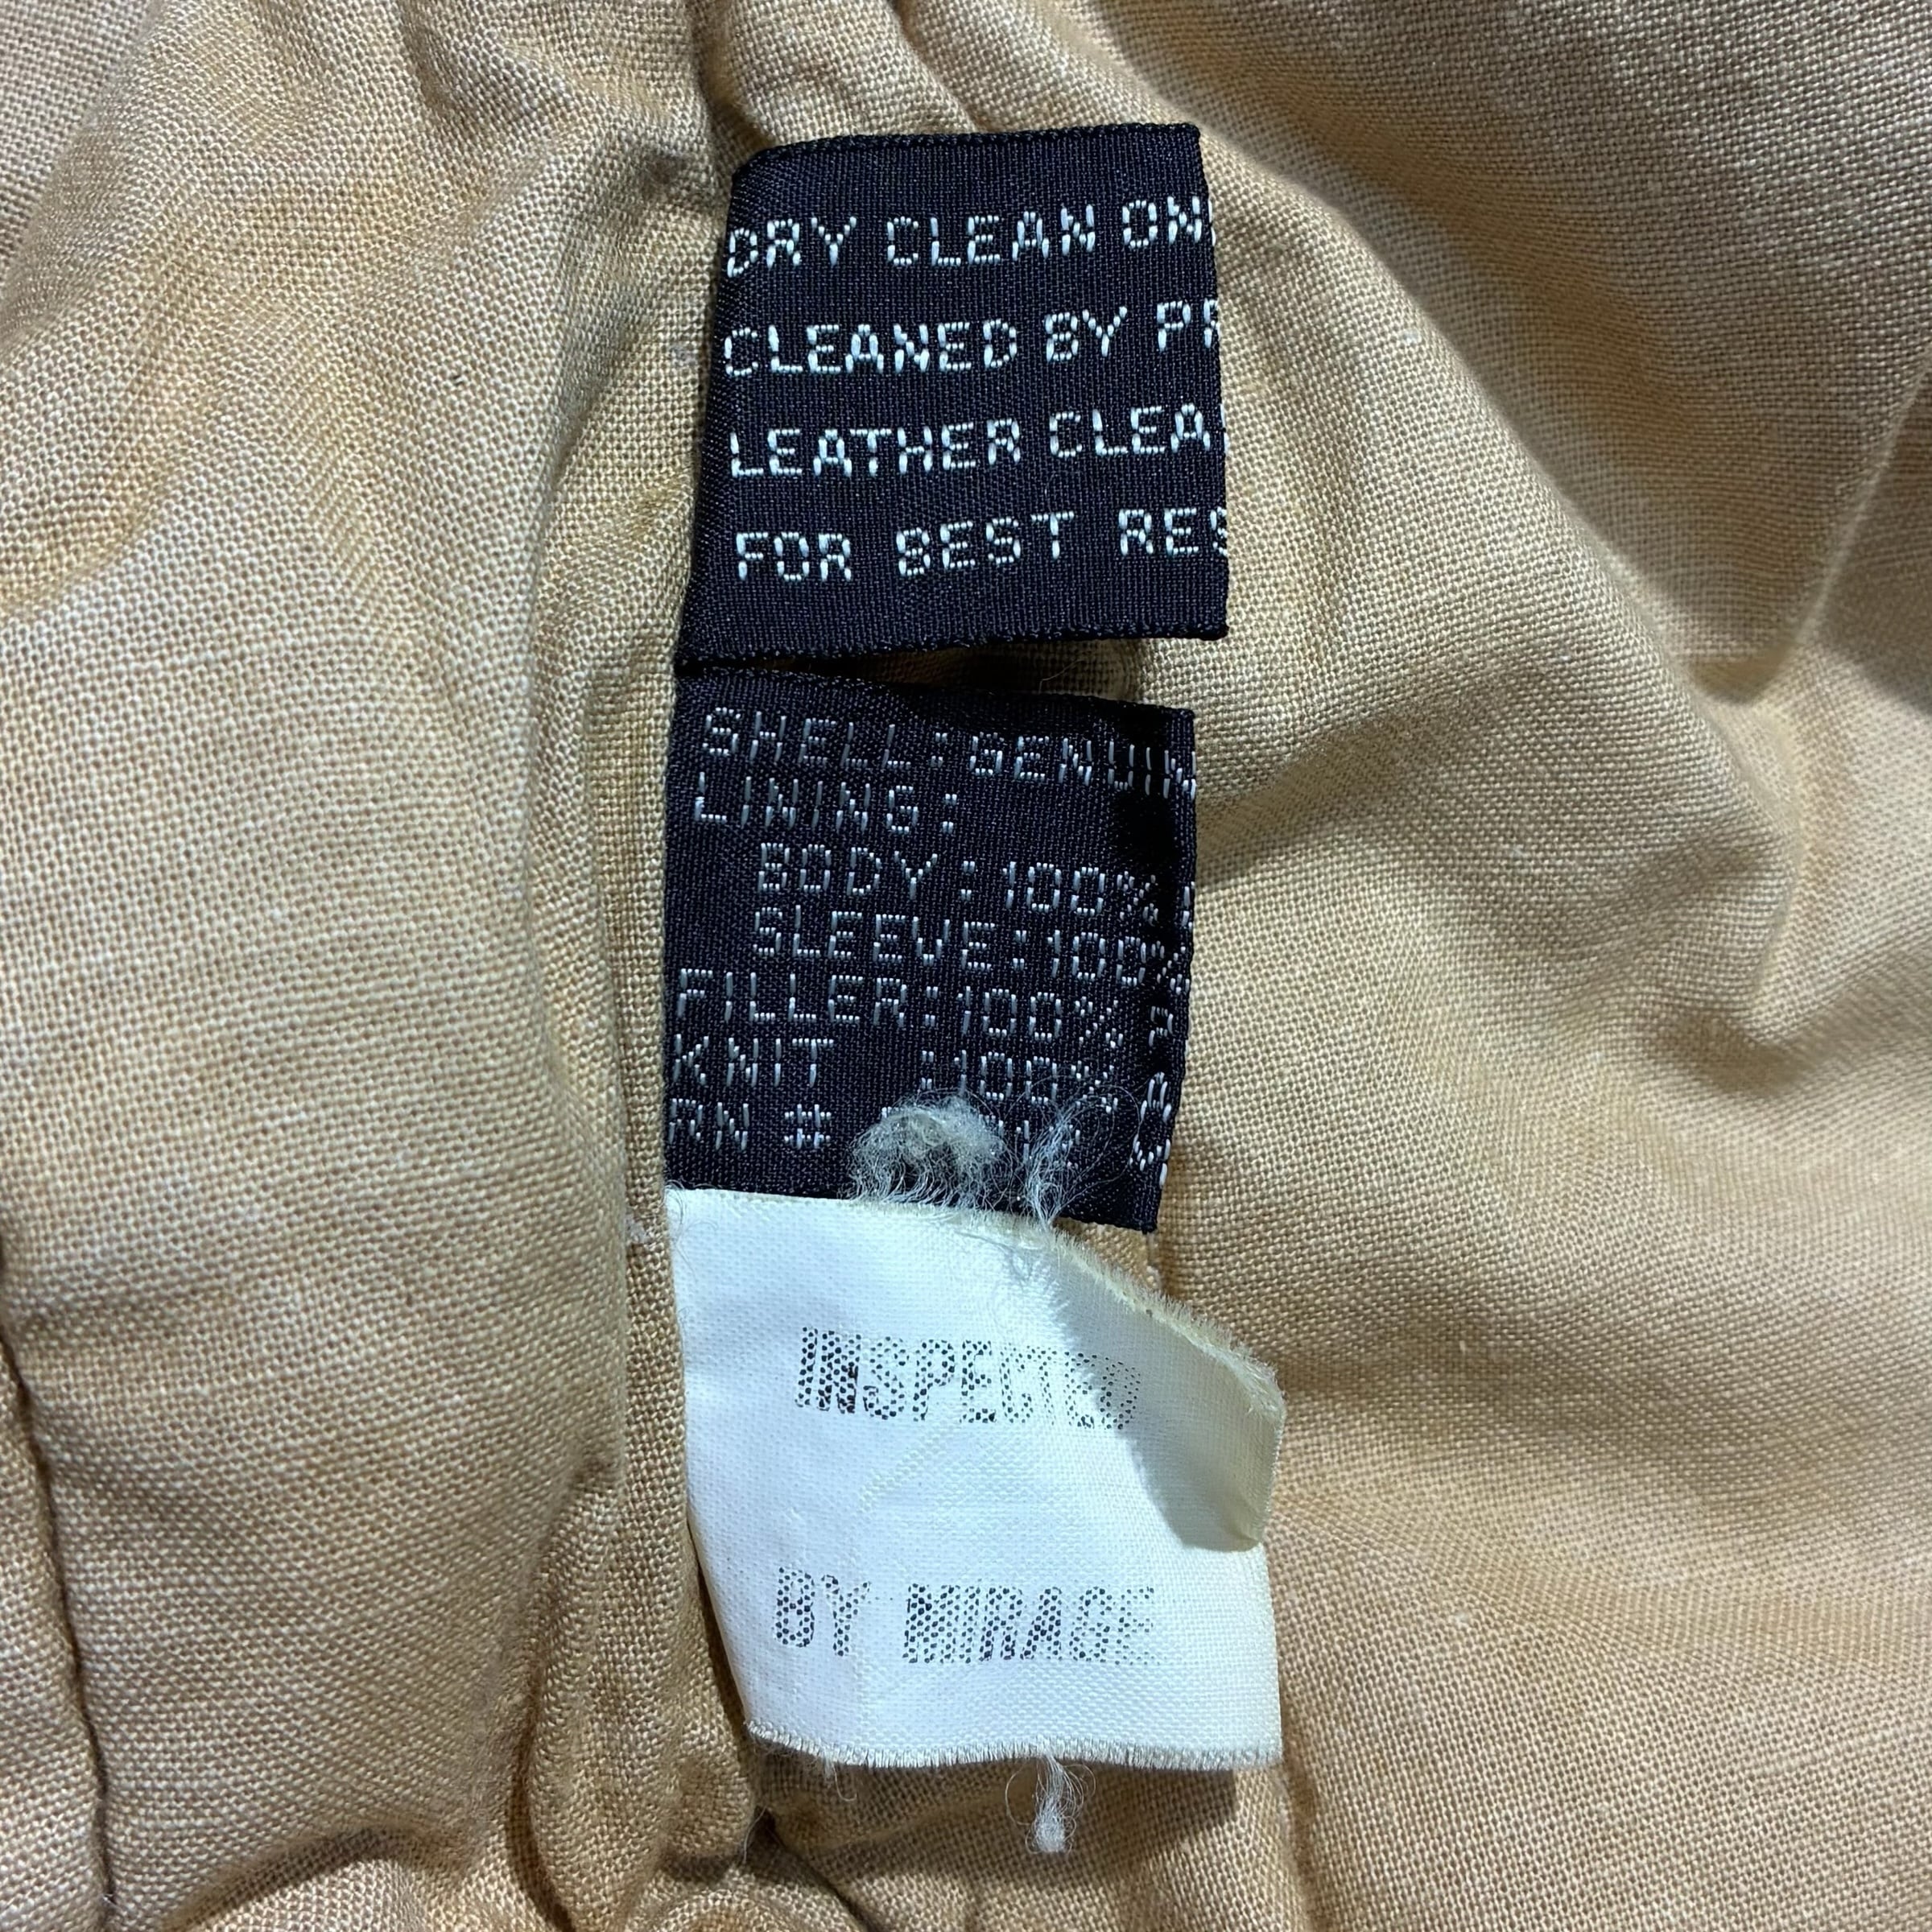 DRY CLEAN ON
CLEANED BY PR
LEATHER CLEA
FOR BEST RES
SHELL:GENUIN
LINING:
BODY:100%
SLEEVE:100%
FILLER:100% P
KNIT :100%
RN #
INSPECTED
BY MIRAGE